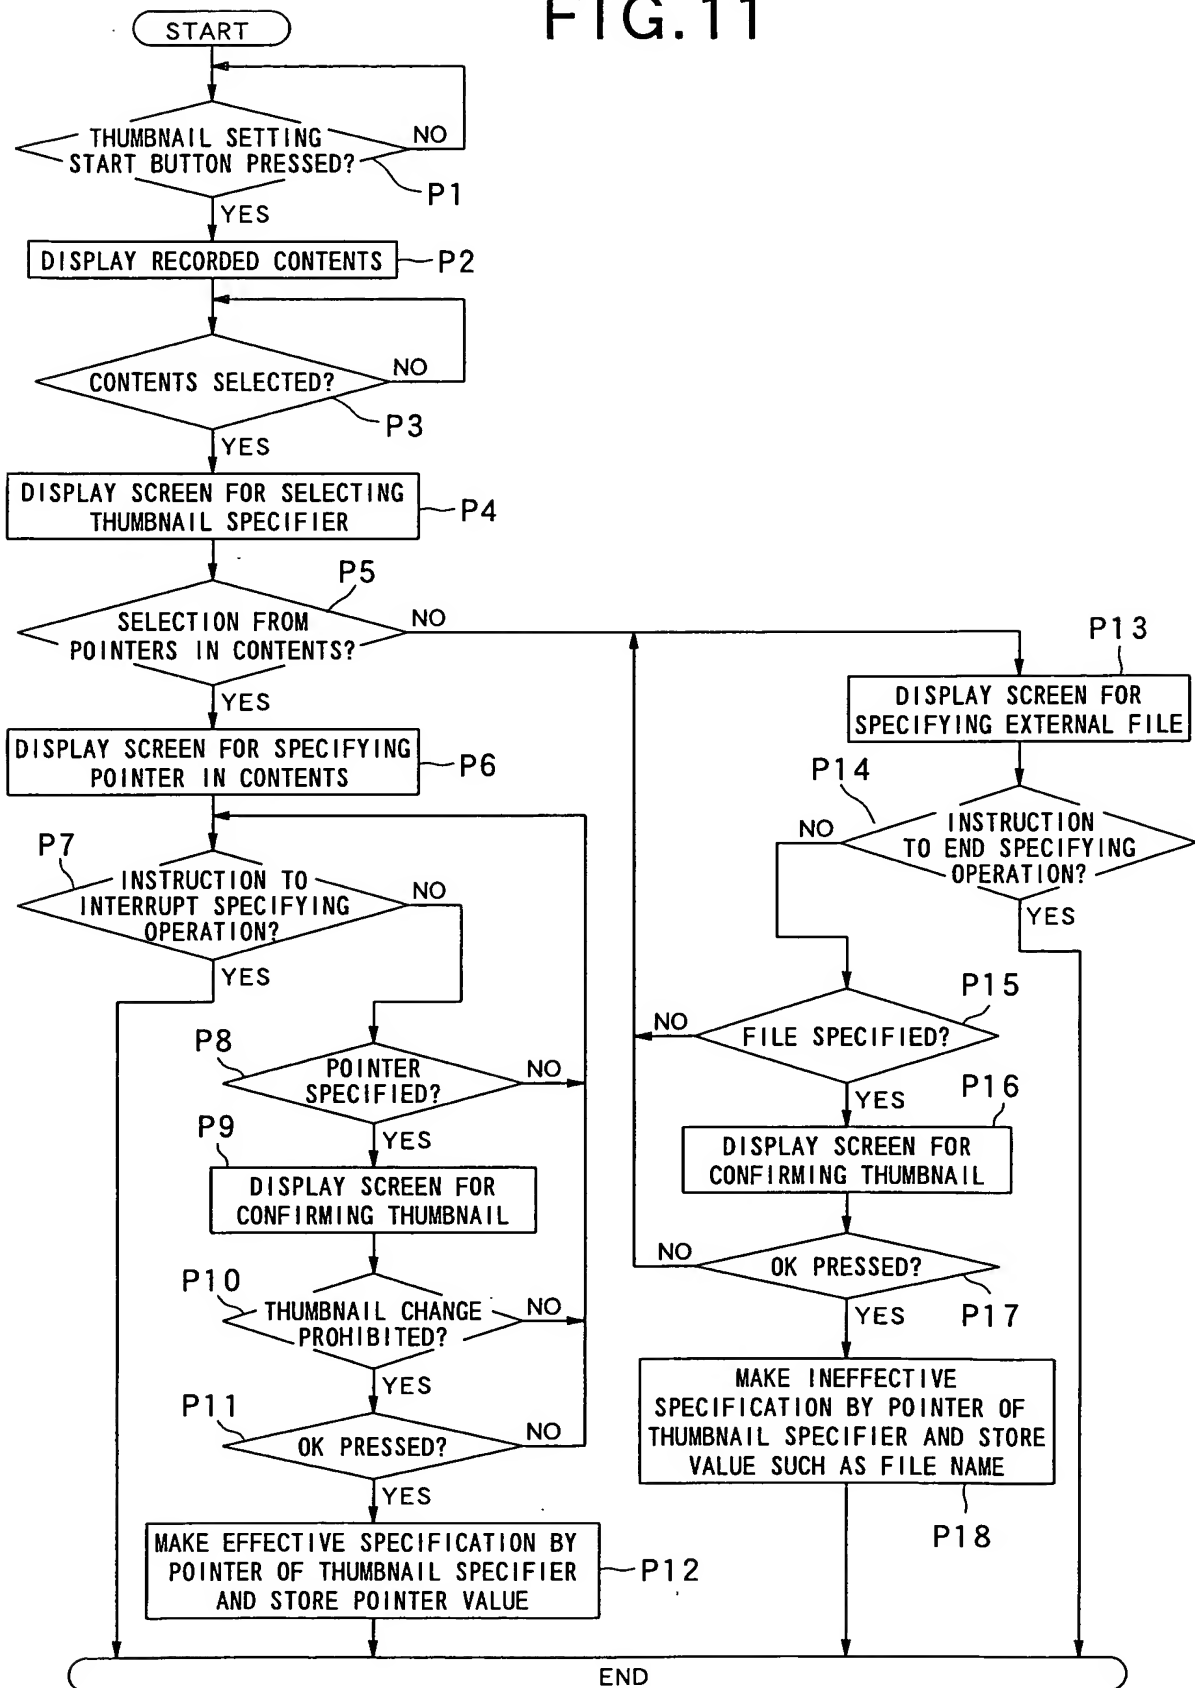 FIG.11
START
THUMBNAIL SETTING
START BUTTON PRESSED?
NO
P1
YES
DISPLAY RECORDED CONTENTS
P2
CONTENTS SELECTED?
NO
P3
YES
DISPLAY SCREEN FOR SELECTING
THUMBNAIL SPECIFIER
P4
P5
SELECTION FROM
POINTERS IN CONTENTS?
NO
YES
DISPLAY SCREEN FOR SPECIFYING
POINTER IN CONTENTS
P6
P7
INSTRUCTION TO
INTERRUPT SPECIFYING
OPERATION?
NO
YES
P8
POINTER
SPECIFIED?
NO
YES
P9
DISPLAY SCREEN FOR
CONFIRMING THUMBNAIL
P10
THUMBNAIL CHANGE
PROHIBITED?
NO
YES
P11
OK PRESSED?
NO
YES
MAKE EFFECTIVE SPECIFICATION BY
POINTER OF THUMBNAIL SPECIFIER
AND STORE POINTER VALUE
P12
P13
DISPLAY SCREEN FOR
SPECIFYING EXTERNAL FILE
P14
INSTRUCTION
TO END SPECIFYING
OPERATION?
NO
YES
P15
FILE SPECIFIED?
NO
YES
P16
DISPLAY SCREEN FOR
CONFIRMING THUMBNAIL
OK PRESSED?
NO
P17
YES
MAKE INEFFECTIVE
SPECIFICATION BY POINTER OF
THUMBNAIL SPECIFIER AND STORE
VALUE SUCH AS FILE NAME
P18
END